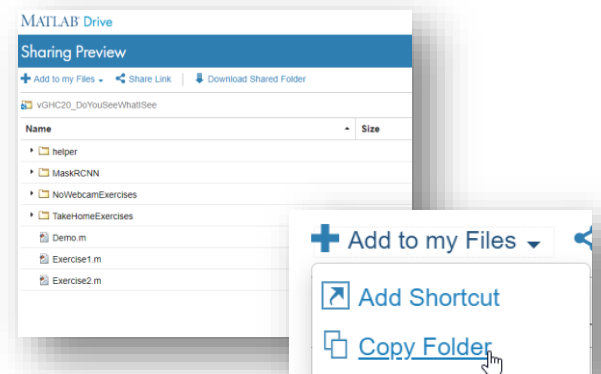 MATLAB Drive
Sharing Preview
Add to my Files Share Link Download Shared Folder
vGHC20_DoYouSeeWhatISee
Name Size
helper
MaskRCNN
NoWebcamExercises
TakeHomeExercises
Demo.m
Exercise1.m
Exercise2.m
Add to my Files
Add Shortcut
Copy Folder